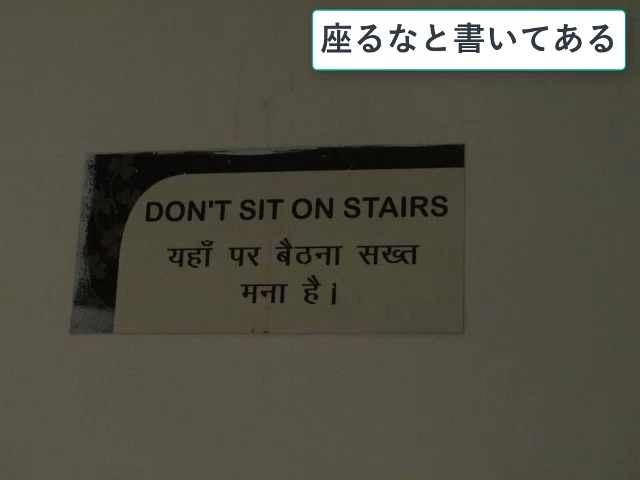 座るなと書いてある
DON'T SIT ON STAIRS
यहाँ पर बैठना सख्त
मना है।